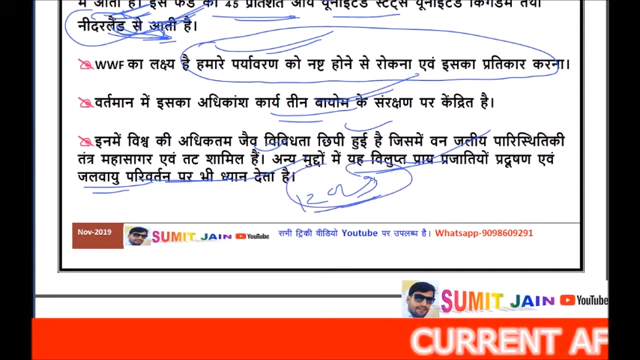 में आती है। इस फंड का 45 प्रतिशत आय यूनाइटेड स्टेट्स यूनाइटेड किंगडम तथा
नीदरलैंड से आती है।
WWF का लक्ष्य है हमारे पर्यावरण को नष्ट होने से रोकना एवं इसका प्रतिकार करना।
वर्तमान में इसका अधिकांश कार्य तीन बायोम के संरक्षण पर केंद्रित है।
इनमें विश्व की अधिकतम जैव विविधता छिपी हुई है जिसमें वन जलीय पारिस्थितिकी
तंत्र महासागर एवं तट शामिल हैं। अन्य मुद्दों में यह विलुप्त प्राय प्रजातियों प्रदूषण एवं
जलवायु परिवर्तन पर भी ध्यान देता है।
Nov-2019 SUMIT JAIN YouTube सभी ट्रिकी वीडियो Youtube पर उपलब्ध है। Whatsapp-9098609291
SUMIT JAIN YouTube
CURRENT AF